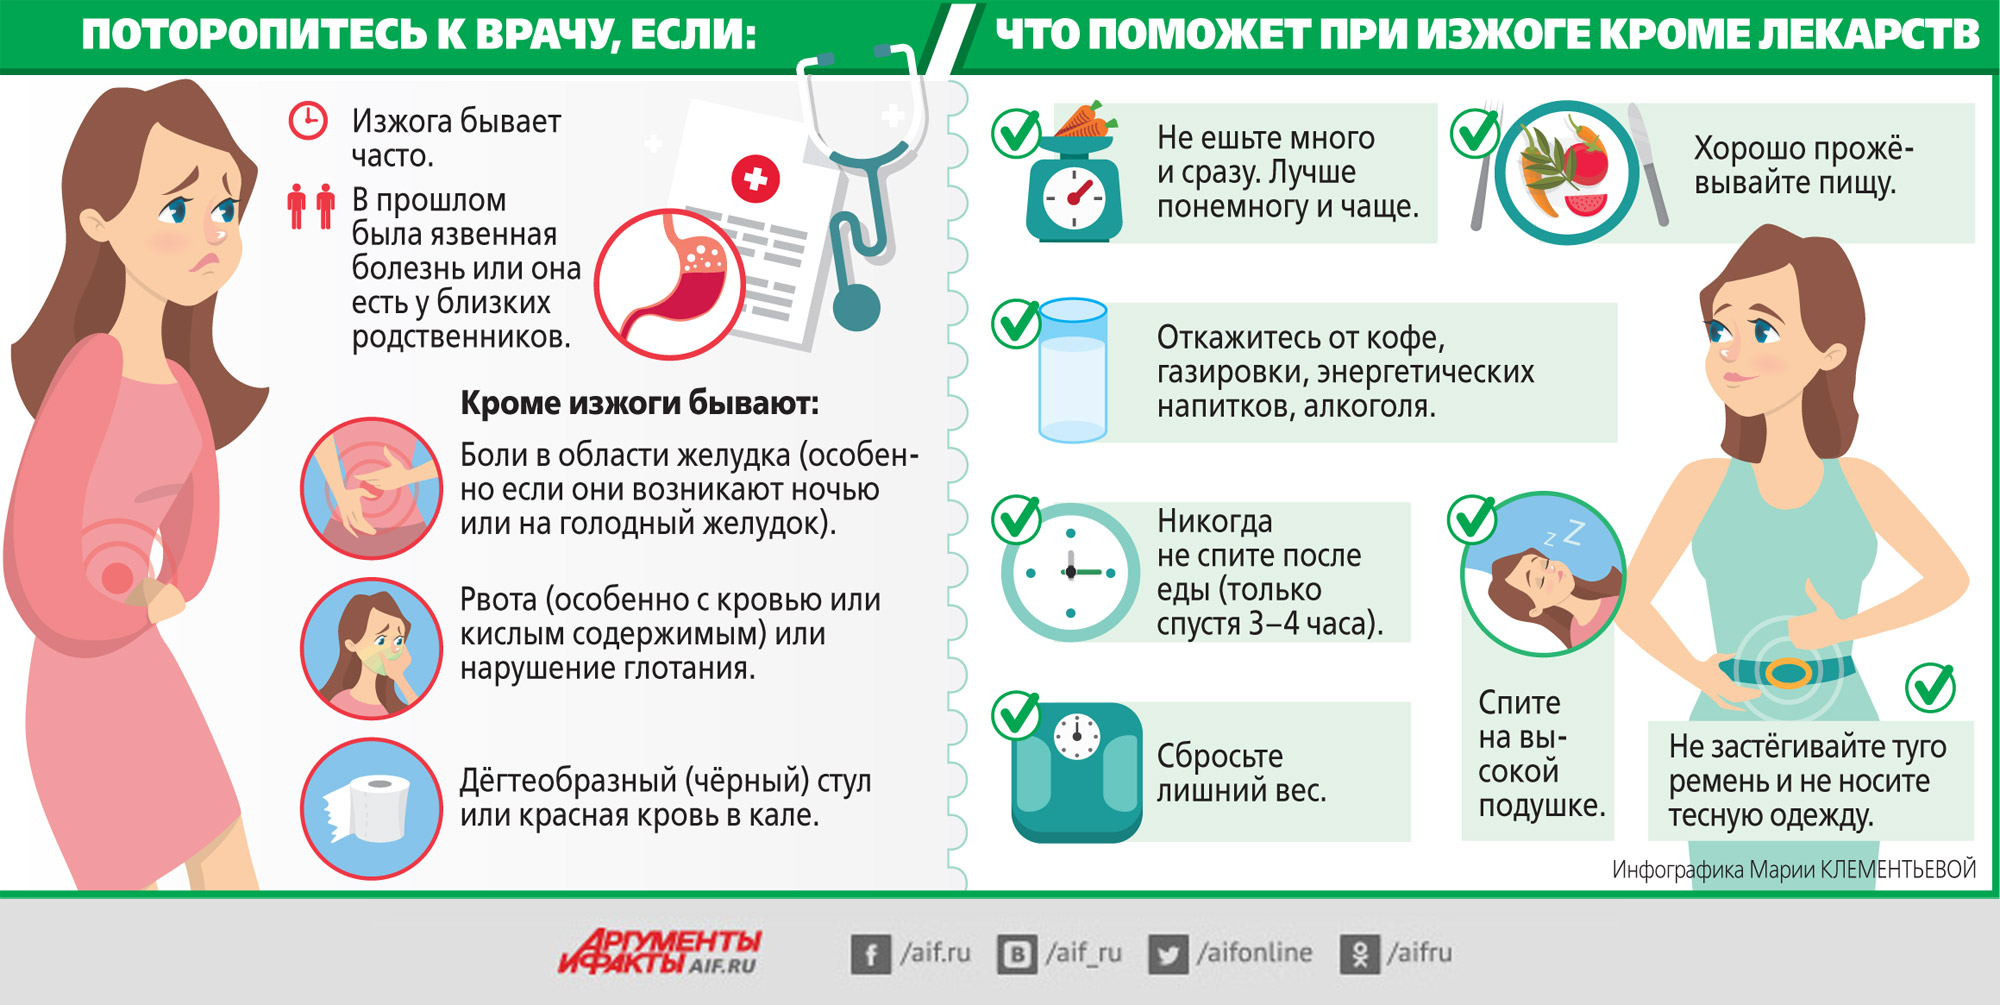 ПОТОРОПИТЕСЬ К ВРАЧУ, ЕСЛИ:
Изжога бывает
часто.
В прошлом
была язвенная
болезнь или она
есть у близких
родственников.
Кроме изжоги бывают:
Боли в области желудка (особен-
но если они возникают ночью
или на голодный желудок).
Рвота (особенно с кровью или
кислым содержимым) или
нарушение глотания.
Дёгтеобразный (чёрный) стул
или красная кровь в кале.
ЧТО ПОМОЖЕТ ПРИ ИЗЖОГЕ КРОМЕ ЛЕКАРСТВ
Не ешьте много
и сразу. Лучше
понемногу и чаще.
Хорошо прожё-
вывайте пищу.
Откажитесь от кофе,
газировки, энергетических
напитков, алкоголя.
Никогда
не спите после
еды (только
спустя 3–4 часа).
z Z
Спите
на вы-
сокой
подушке.
Сбросьте
лишний вес.
Не застёгивайте туго
ремень и не носите
тесную одежду.
Инфографика Марии КЛЕМЕНТЬЕВОЙ
АРГУМЕНТЫ
И ФАКТЫ AIF.RU
f /aif.ru
B /aif_ru
/aifonline
/aifru